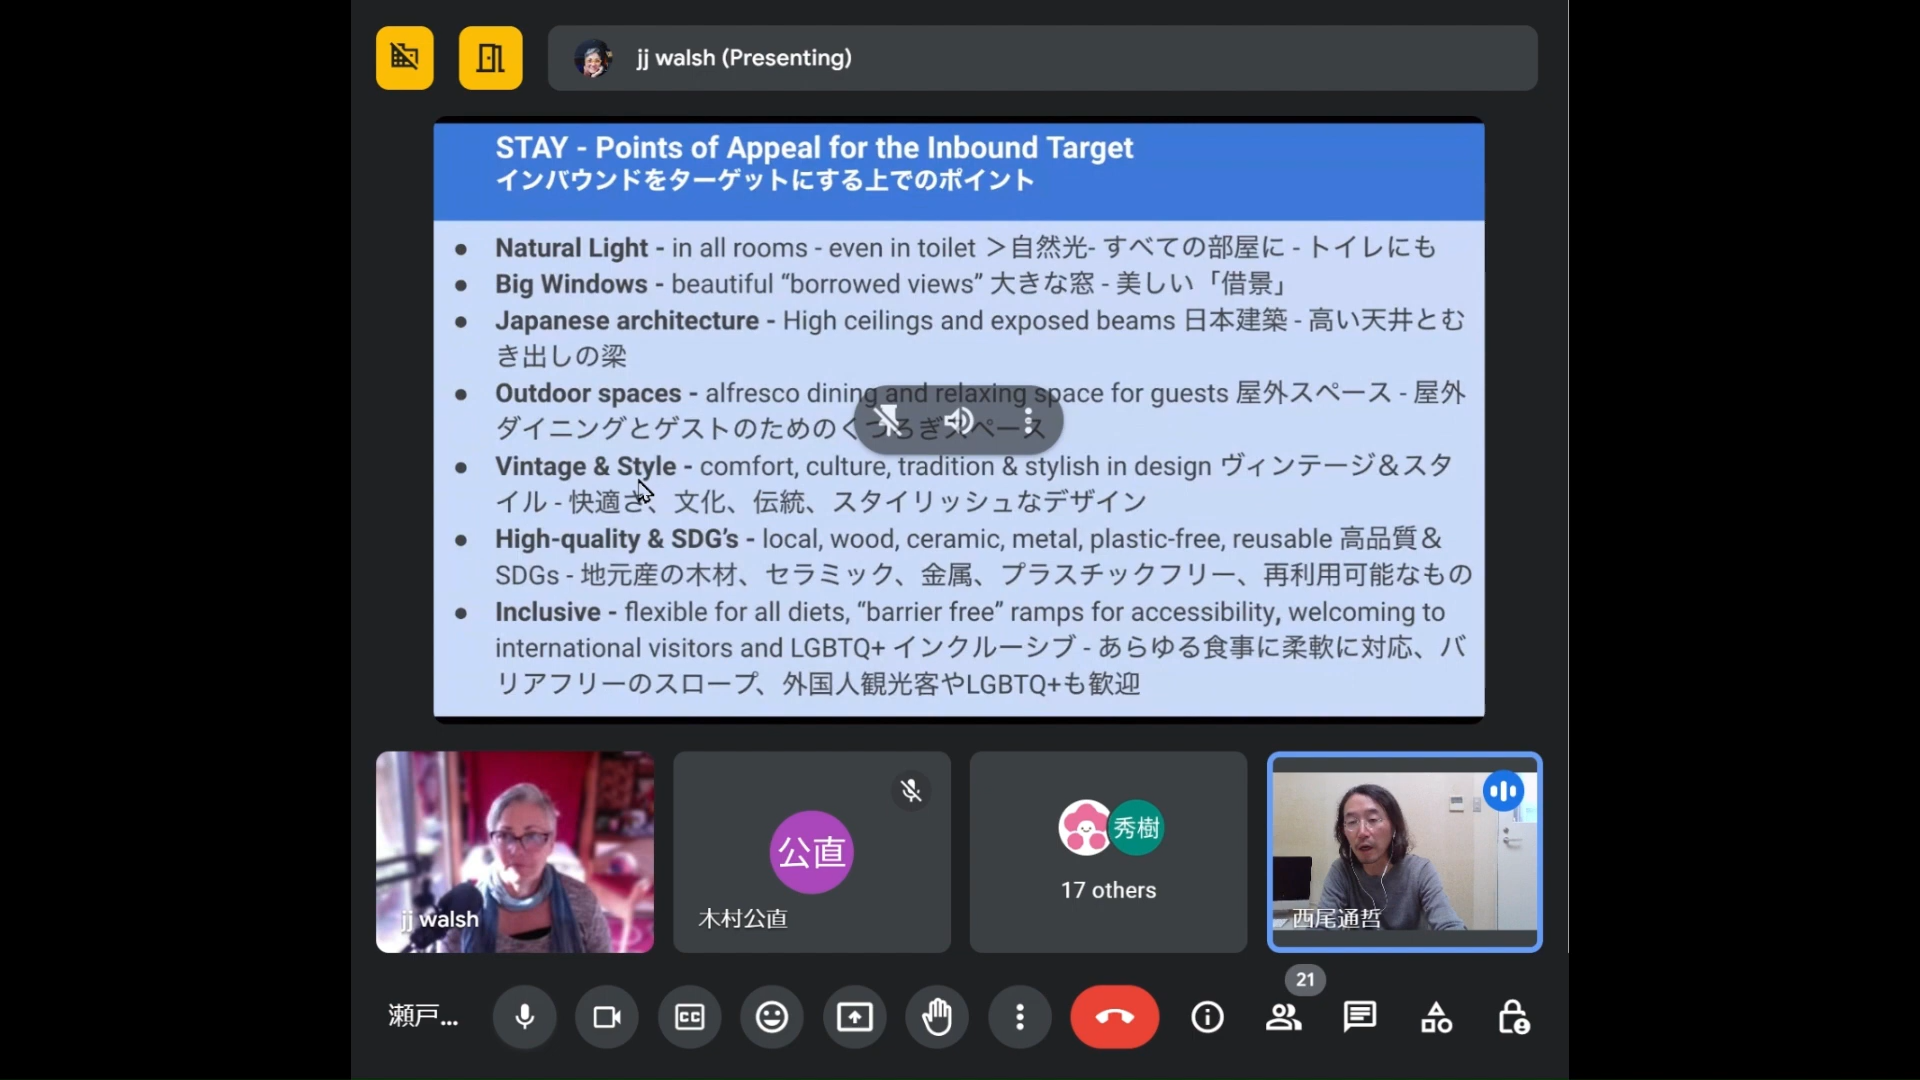 jj walsh (Presenting)
STAY - Points of Appeal for the Inbound Target
インバウンドをターゲットにする上でのポイント
● Natural Light - in all rooms - even in toilet ＞自然光- すべての部屋に - トイレにも
● Big Windows - beautiful “borrowed views” 大きな窓 - 美しい「借景」
● Japanese architecture - High ceilings and exposed beams 日本建築 - 高い天井とむ
き出しの梁
● Outdoor spaces - alfresco dining and relaxing space for guests 屋外スペース - 屋外
ダイニングとゲストのためのくつろぎスペース
● Vintage & Style - comfort, culture, tradition & stylish in design ヴィンテージ＆スタ
イル - 快適さ、文化、伝統、スタイリッシュなデザイン
● High-quality & SDG’s - local, wood, ceramic, metal, plastic-free, reusable 高品質＆
SDGs - 地元産の木材、セラミック、金属、プラスチックフリー、再利用可能なもの
● Inclusive - flexible for all diets, “barrier free” ramps for accessibility, welcoming to
international visitors and LGBTQ+ インクルーシブ - あらゆる食事に柔軟に対応、バ
リアフリーのスロープ、外国人観光客やLGBTQ+も歓迎
jj walsh
公直
木村公直
秀樹
17 others
西尾通哲
21
瀬戸...
CC